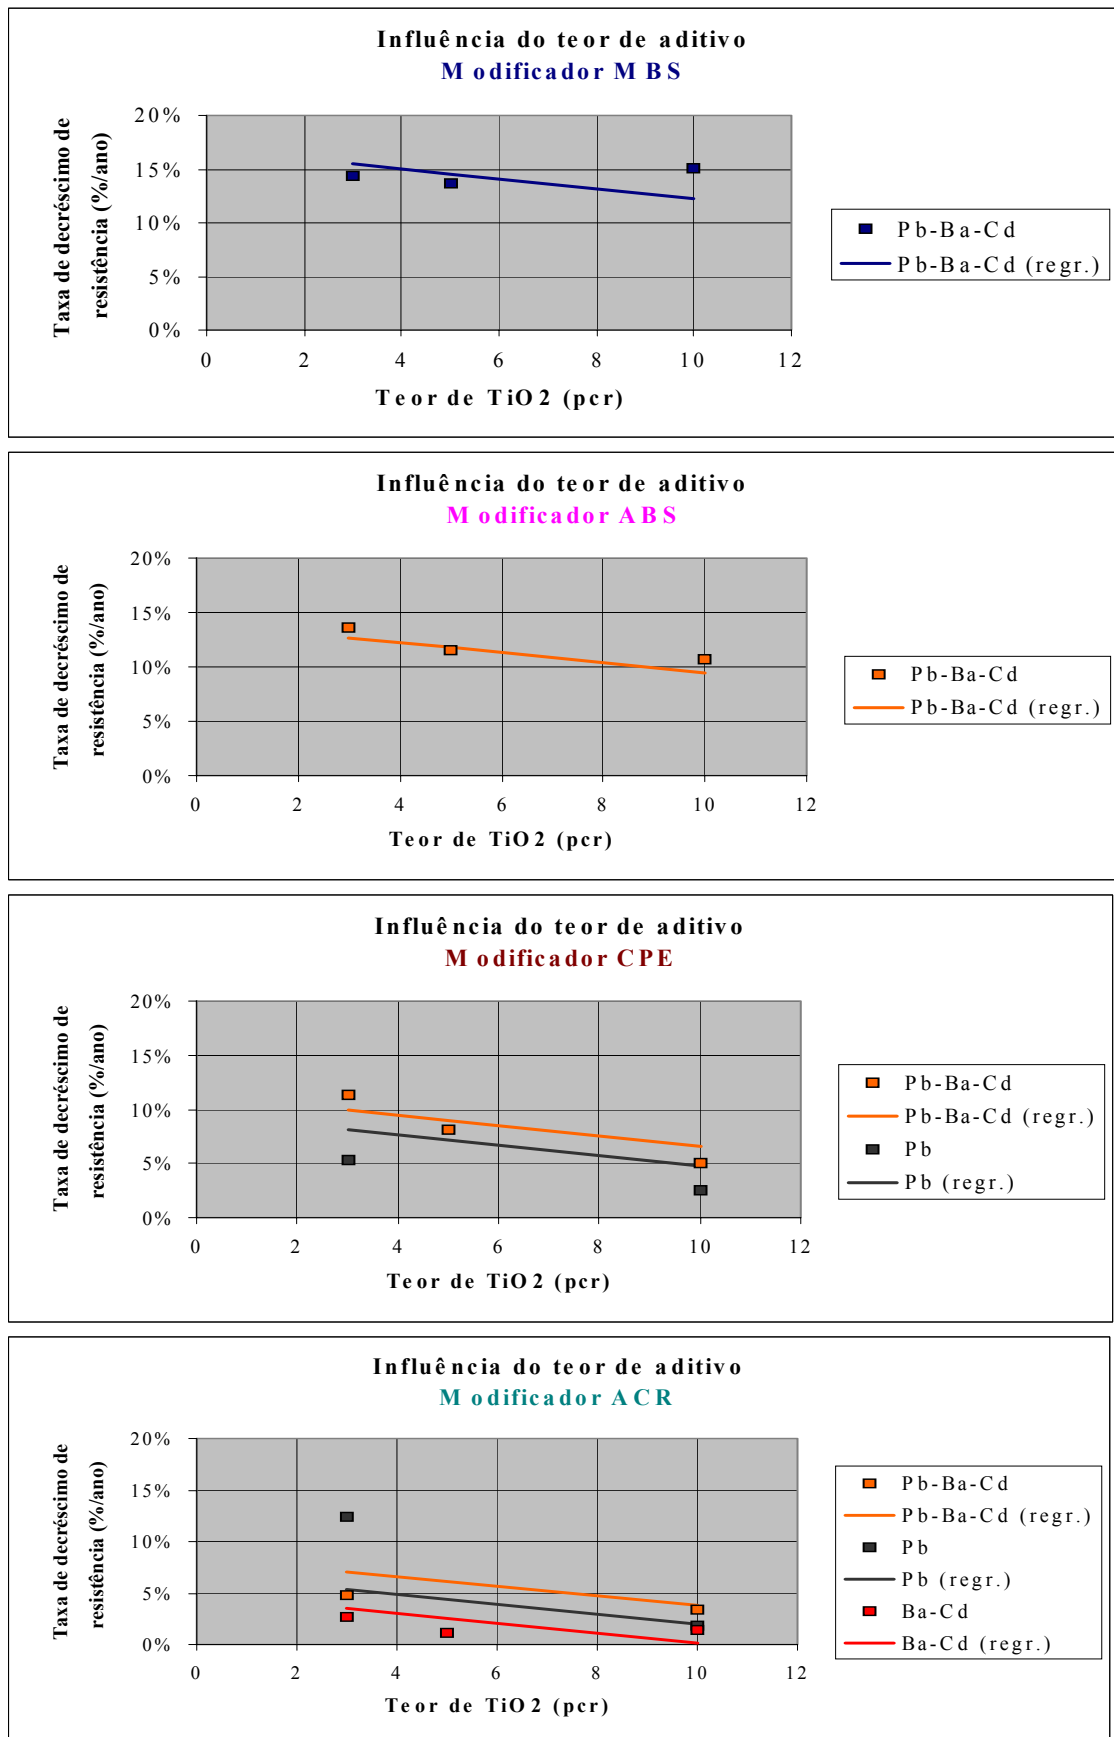 Influência do teor de aditivo
Modificador MBS
Taxa de decréscimo de
resistência (%/ano)
20%
15%
10%
5%
0%
0 2 4 6 8 10 12
Teor de TiO2 (pcr)
Pb-Ba-Cd
Pb-Ba-Cd (regr.)
Influência do teor de aditivo
Modificador ABS
Taxa de decréscimo de
resistência (%/ano)
20%
15%
10%
5%
0%
0 2 4 6 8 10 12
Teor de TiO2 (pcr)
Pb-Ba-Cd
Pb-Ba-Cd (regr.)
Influência do teor de aditivo
Modificador CPE
Taxa de decréscimo de
resistência (%/ano)
20%
15%
10%
5%
0%
0 2 4 6 8 10 12
Teor de TiO2 (pcr)
Pb-Ba-Cd
Pb-Ba-Cd (regr.)
Pb
Pb (regr.)
Influência do teor de aditivo
Modificador ACR
Taxa de decréscimo de
resistência (%/ano)
20%
15%
10%
5%
0%
0 2 4 6 8 10 12
Teor de TiO2 (pcr)
Pb-Ba-Cd
Pb-Ba-Cd (regr.)
Pb
Pb (regr.)
Ba-Cd
Ba-Cd (regr.)